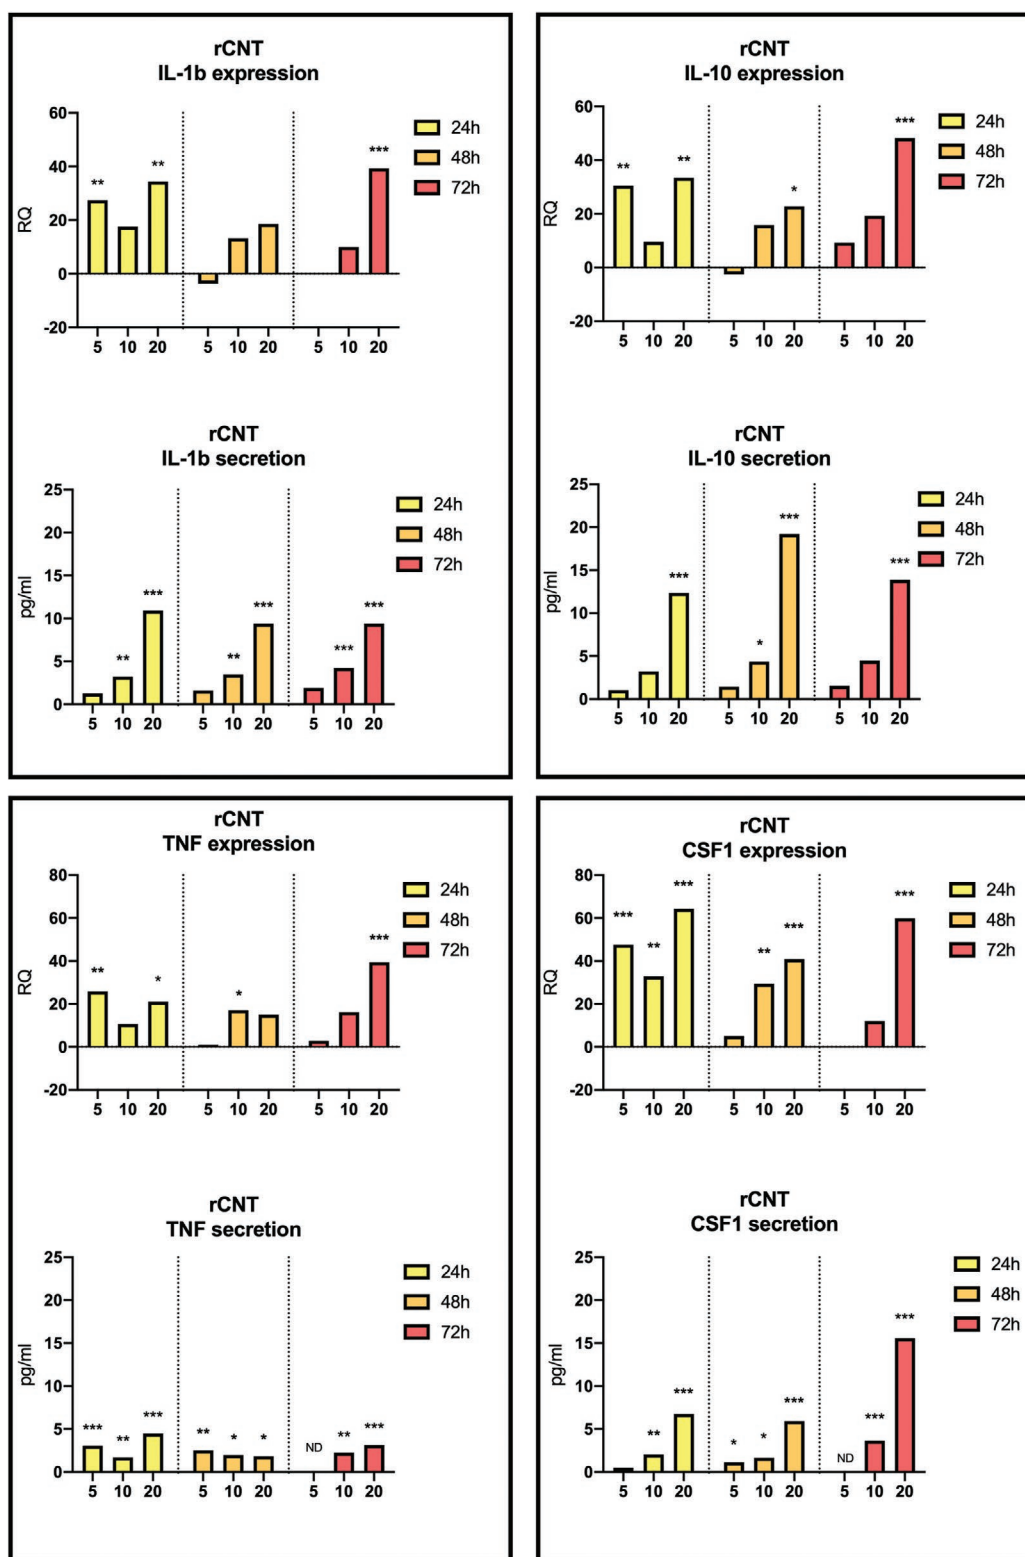 rCNT
IL-1b expression
60
40
20
0
-20
RQ
** ** ***
24h
48h
72h
5 10 20 5 10 20 5 10 20
rCNT
IL-1b secretion
25
20
15
10
5
0
pg/ml
** *** ** *** *** ***
24h
48h
72h
5 10 20 5 10 20 5 10 20
rCNT
IL-10 expression
60
40
20
0
-20
RQ
** ** * ***
24h
48h
72h
5 10 20 5 10 20 5 10 20
rCNT
IL-10 secretion
25
20
15
10
5
0
pg/ml
*** * *** ***
24h
48h
72h
5 10 20 5 10 20 5 10 20
rCNT
TNF expression
80
60
40
20
0
-20
RQ
** * * ***
24h
48h
72h
5 10 20 5 10 20 5 10 20
rCNT
TNF secretion
25
20
15
10
5
0
pg/ml
*** ** *** ** * * ND ** ***
24h
48h
72h
5 10 20 5 10 20 5 10 20
rCNT
CSF1 expression
80
60
40
20
0
-20
RQ
*** ** *** ** *** ***
24h
48h
72h
5 10 20 5 10 20 5 10 20
rCNT
CSF1 secretion
25
20
15
10
5
0
pg/ml
** *** * * *** ND *** ***
24h
48h
72h
5 10 20 5 10 20 5 10 20